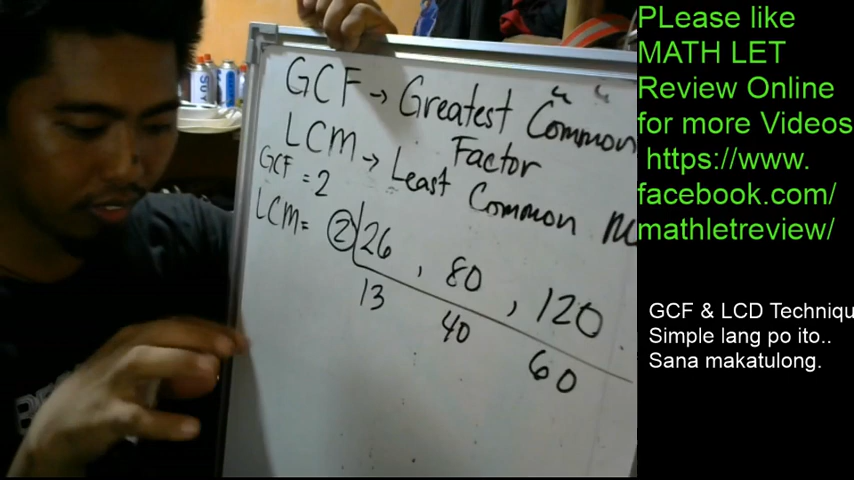 GCF → Greatest Common
Factor
LCM → Least Common
GCF = 2
LCM = 2 26 , 80 , 120
13 40 60
PLease like
MATH LET
Review Online
for more Videos
https://www.
facebook.com/
mathletreview/
GCF & LCD Techniqu
Simple lang po ito..
Sana makatulong.